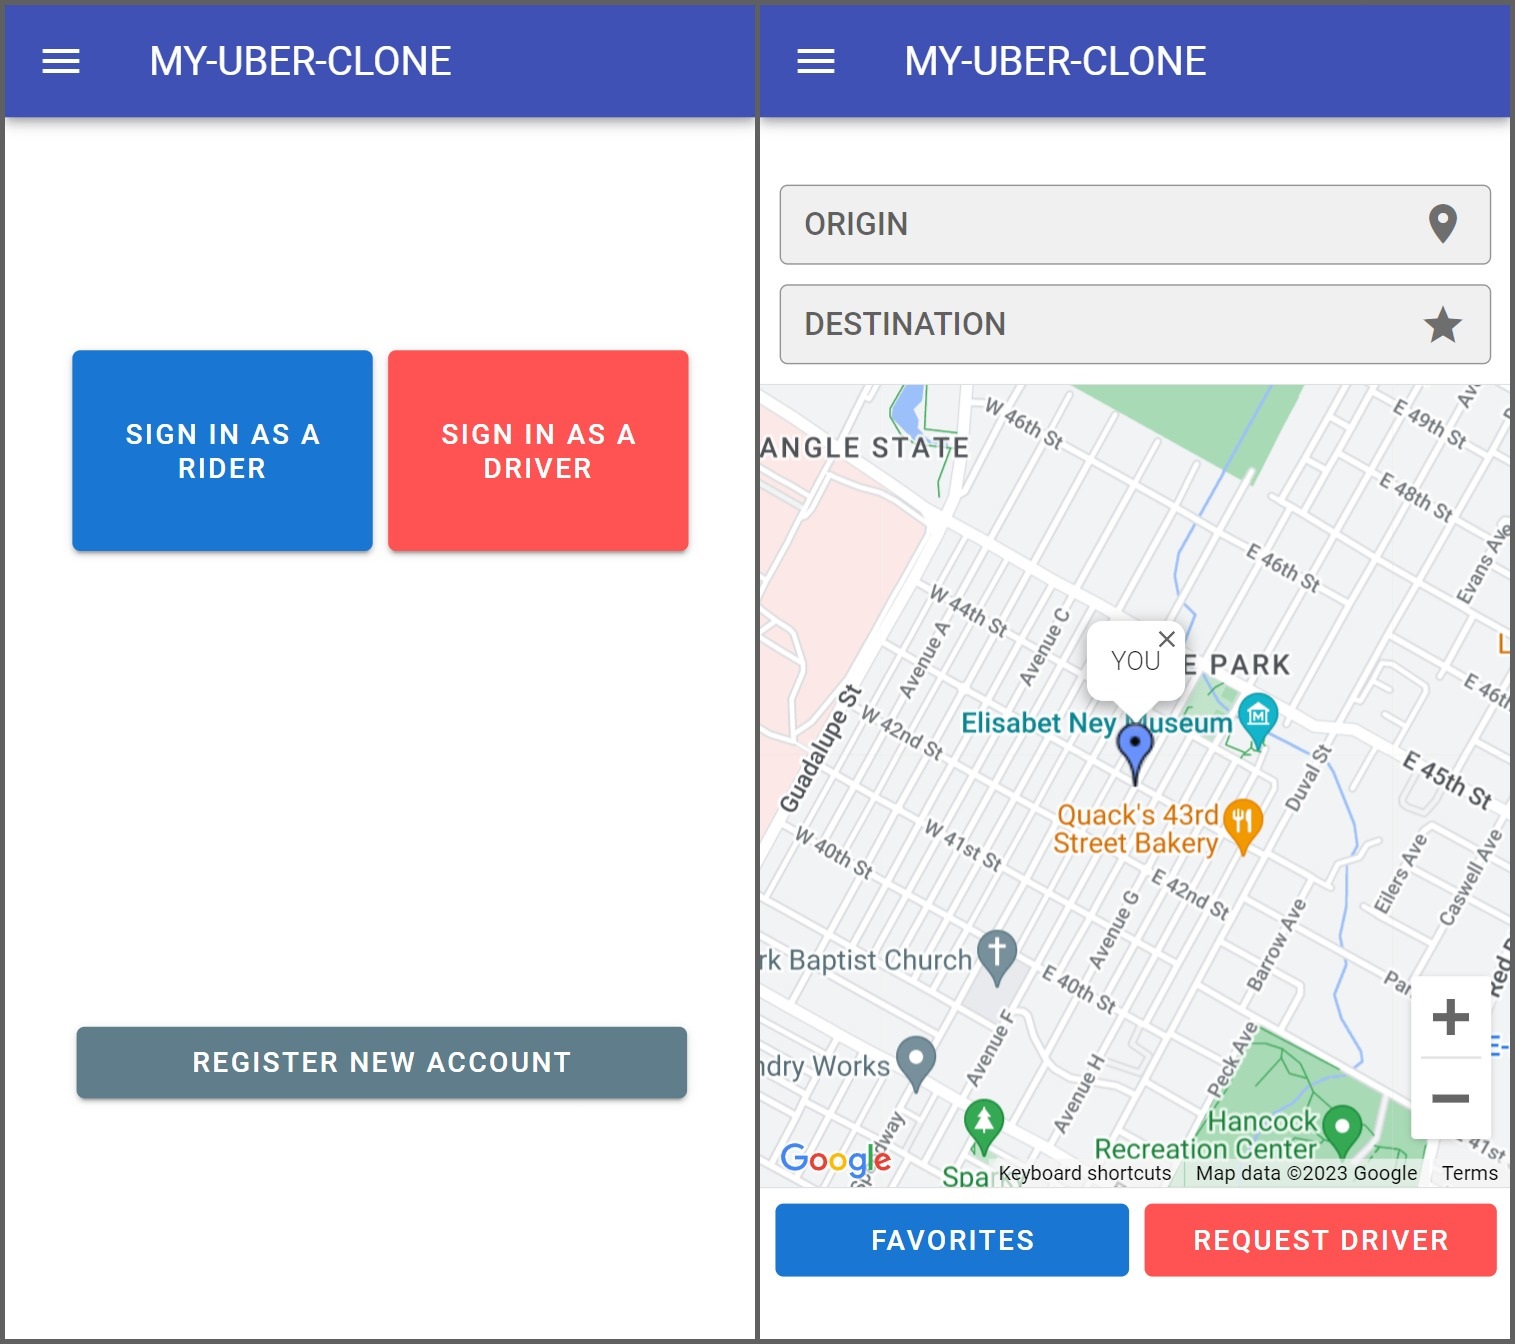 MY-UBER-CLONE
SIGN IN AS A
RIDER
SIGN IN AS A
DRIVER
REGISTER NEW ACCOUNT
MY-UBER-CLONE
ORIGIN
DESTINATION
W 46th St
E 49th St
ANGLE STATE
E 48th St
E 46th St
Evans Ave
W 44th St
Avenue A
Avenue C
YOU
E PARK
E 46th
Guadalupe St
W 42nd St
Elisabet Ney Museum
Duval St
E 45th St
Quack's 43rd
Street Bakery
W 40th St
W 41st St
E 42nd St
Eilers Ave
Caswell Ave
Avenue G
Barrow Ave
rk Baptist Church
E 40th St
Par
Red
Avenue F
ndry Works
Avenue H
Peck Ave
Hancock
Recreation Center
41st
Google
Spar
Keyboard shortcuts
Map data ©2023 Google
Terms
FAVORITES
REQUEST DRIVER